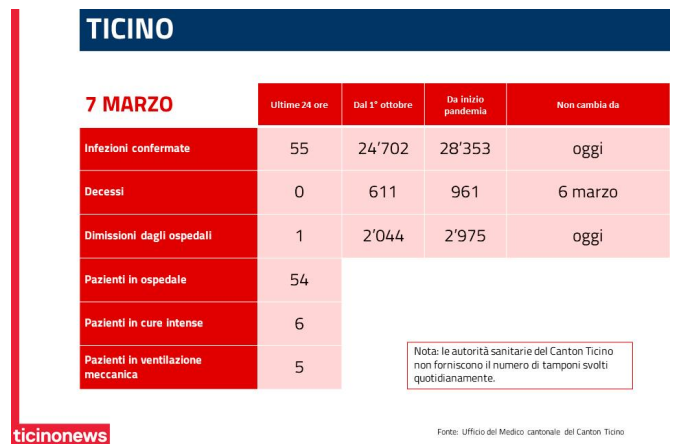 TICINO
7 MARZO
Ultime 24 ore
Dal 1° ottobre
Da inizio
pandemia
Non cambia da
Infezioni confermate 55 24’702 28’353 oggi
Decessi 0 611 961 6 marzo
Dimissioni dagli ospedali 1 2’044 2’975 oggi
Pazienti in ospedale 54
Pazienti in cure intense 6
Pazienti in ventilazione
meccanica 5
Nota: le autorità sanitarie del Canton Ticino
non forniscono il numero di tamponi svolti
quotidianamente.
ticinonews
Fonte: Ufficio del Medico cantonale del Canton Ticino